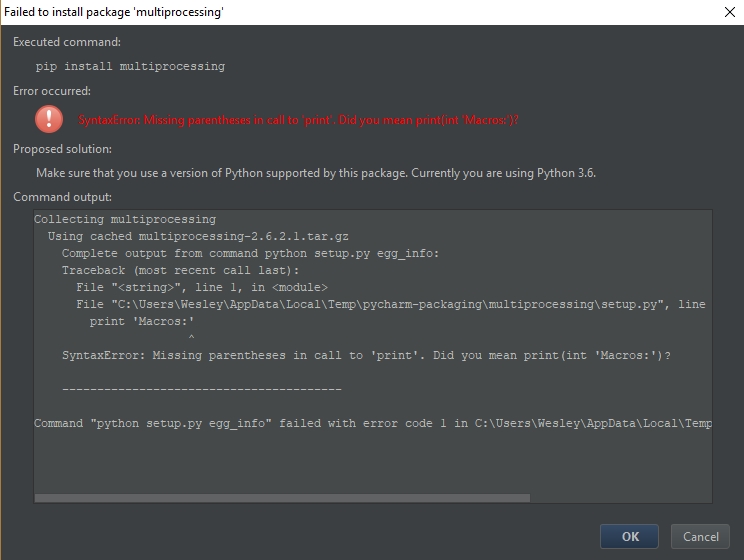 Failed to install package 'multiprocessing'
Executed command:
pip install multiprocessing
Error occurred:
SyntaxError: Missing parentheses in call to 'print'. Did you mean print(int 'Macros:')?
Proposed solution:
Make sure that you use a version of Python supported by this package. Currently you are using Python 3.6.
Command output:
Collecting multiprocessing
Using cached multiprocessing-2.6.2.1.tar.gz
Complete output from command python setup.py egg_info:
Traceback (most recent call last):
File "<string>", line 1, in <module>
File "C:\Users\Wesley\AppData\Local\Temp\pycharm-packaging\multiprocessing\setup.py", line
print 'Macros:'
^
SyntaxError: Missing parentheses in call to 'print'. Did you mean print(int 'Macros:')?
----------------------------------------
Command "python setup.py egg_info" failed with error code 1 in C:\Users\Wesley\AppData\Local\Temp
OK
Cancel